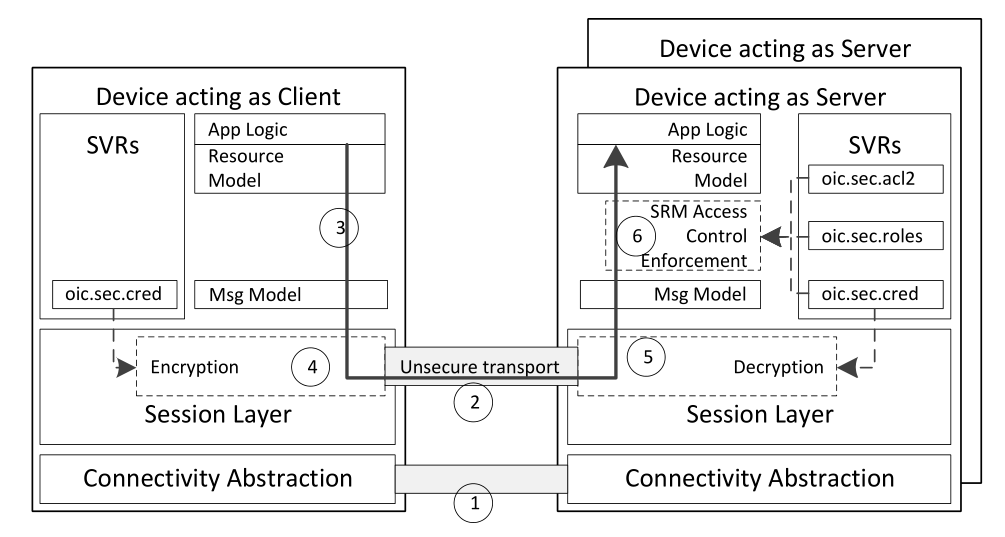 Device acting as Server
Device acting as Client
SVRs
App Logic
Resource
Model
3
oic.sec.cred
Msg Model
Encryption
4
Session Layer
Connectivity Abstraction
Unsecure transport
2
1
Device acting as Server
App Logic
Resource
Model
SRM Access
6
Control
Enforcement
Msg Model
SVRs
oic.sec.acl2
oic.sec.roles
oic.sec.cred
5
Decryption
Session Layer
Connectivity Abstraction